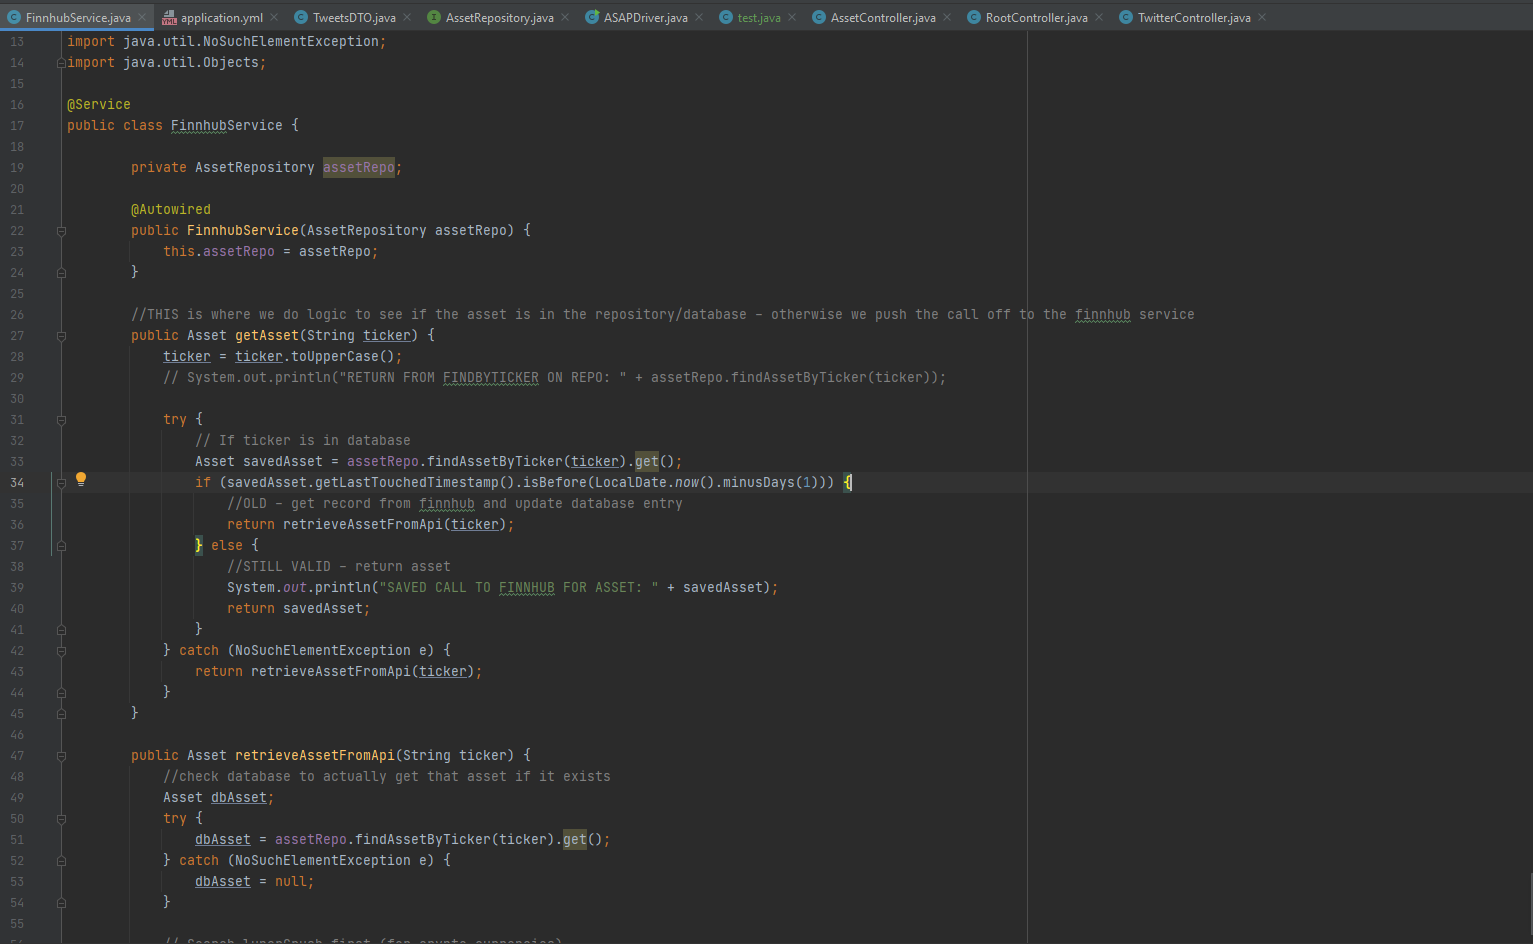 FinnhubService.java application.yml TweetsDTO.java AssetRepository.java ASAPDriver.java test.java AssetController.java RootController.java TwitterController.java
13 import java.util.NoSuchElementException;
14 import java.util.Objects;
15
16 @Service
17 public class FinnhubService {
18
19 private AssetRepository assetRepo;
20
21 @Autowired
22 public FinnhubService(AssetRepository assetRepo) {
23 this.assetRepo = assetRepo;
24 }
25
26 //THIS is where we do logic to see if the asset is in the repository/database - otherwise we push the call off to the finnhub service
27 public Asset getAsset(String ticker) {
28 ticker = ticker.toUpperCase();
29 // System.out.println("RETURN FROM FINDBYTICKER ON REPO: " + assetRepo.findAssetByTicker(ticker));
30
31 try {
32 // If ticker is in database
33 Asset savedAsset = assetRepo.findAssetByTicker(ticker).get();
34 if (savedAsset.getLastTouchedTimestamp().isBefore(LocalDate.now().minusDays(1))) {
35 //OLD - get record from finnhub and update database entry
36 return retrieveAssetFromApi(ticker);
37 } else {
38 //STILL VALID - return asset
39 System.out.println("SAVED CALL TO FINNHUB FOR ASSET: " + savedAsset);
40 return savedAsset;
41 }
42 } catch (NoSuchElementException e) {
43 return retrieveAssetFromApi(ticker);
44 }
45 }
46
47 public Asset retrieveAssetFromApi(String ticker) {
48 //check database to actually get that asset if it exists
49 Asset dbAsset;
50 try {
51 dbAsset = assetRepo.findAssetByTicker(ticker).get();
52 } catch (NoSuchElementException e) {
53 dbAsset = null;
54 }
55